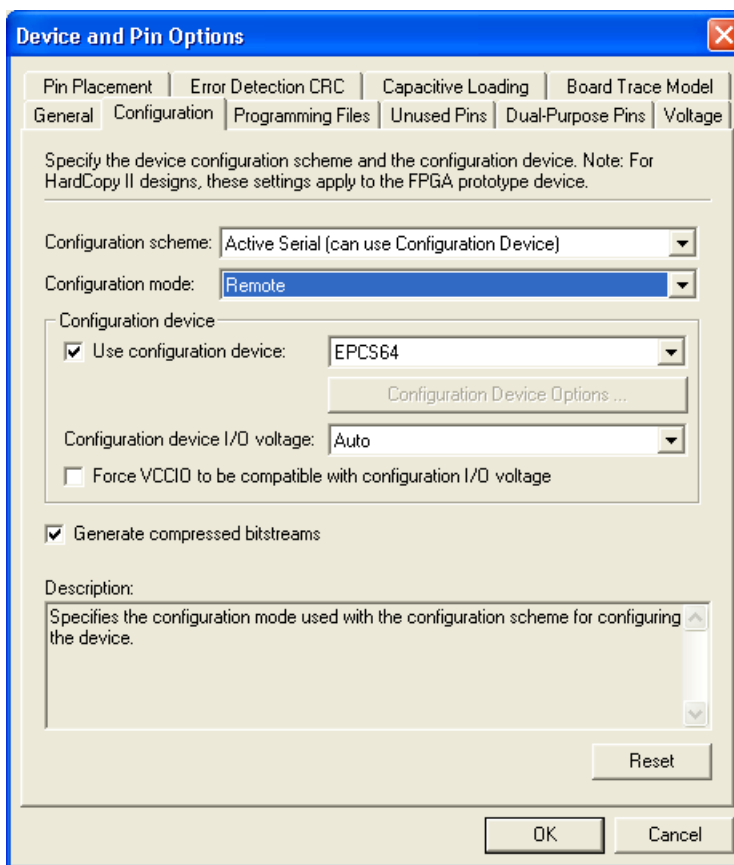 Device and Pin Options
Pin Placement Error Detection CRC Capacitive Loading Board Trace Model
General Configuration Programming Files Unused Pins Dual-Purpose Pins Voltage
Specify the device configuration scheme and the configuration device. Note: For
HardCopy II designs, these settings apply to the FPGA prototype device.
Configuration scheme: Active Serial (can use Configuration Device)
Configuration mode: Remote
Configuration device
Use configuration device: EPCS64
Configuration Device Options ...
Configuration device I/O voltage: Auto
Force VCCIO to be compatible with configuration I/O voltage
Generate compressed bitstreams
Description:
Specifies the configuration mode used with the configuration scheme for configuring
the device.
Reset
OK Cancel